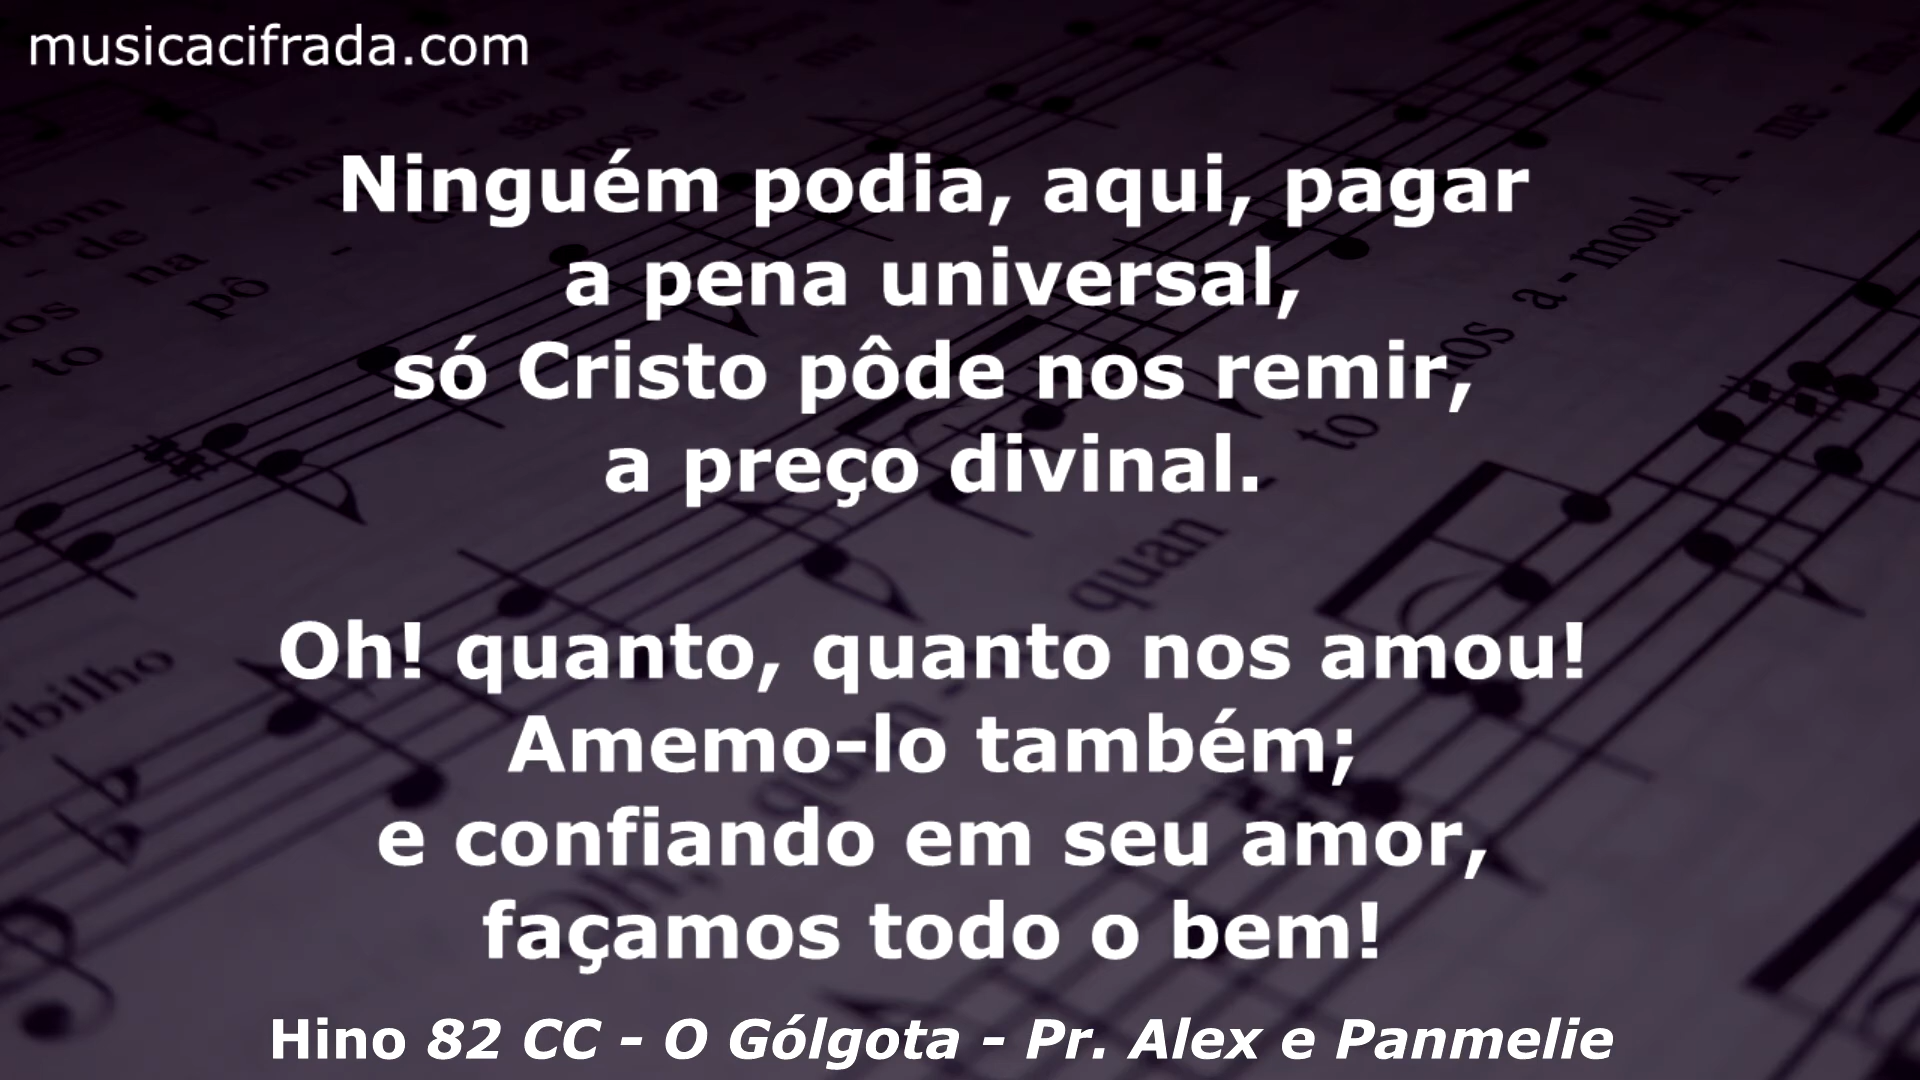 musicacifrada.com
Ninguém podia, aqui, pagar
a pena universal,
só Cristo pôde nos remir,
a preço divinal.
Oh! quanto, quanto nos amou!
Amemo-lo também;
e confiando em seu amor,
façamos todo o bem!
Hino 82 CC - O Gólgota - Pr. Alex e Panmelie